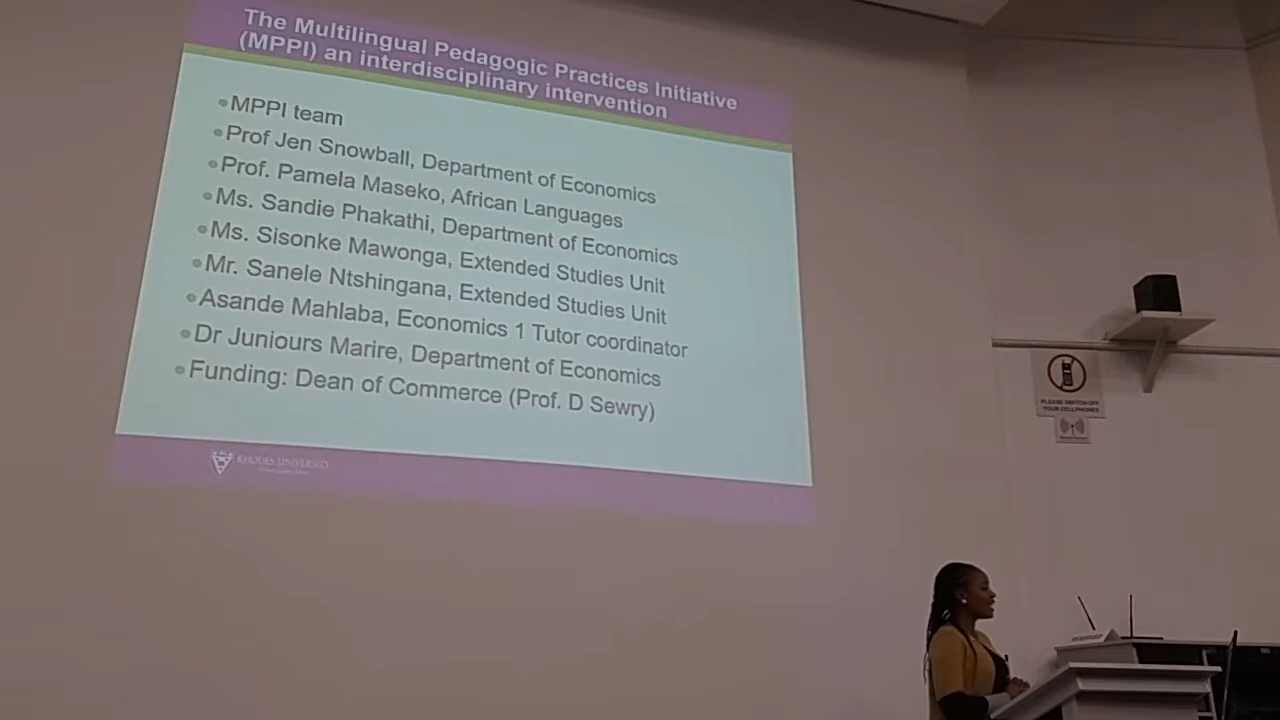 The Multilingual Pedagogic Practices Initiative
(MPPI) an interdisciplinary intervention
•MPPI team
•Prof Jen Snowball, Department of Economics
•Prof. Pamela Maseko, African Languages
•Ms. Sandie Phakathi, Department of Economics
•Ms. Sisonke Mawonga, Extended Studies Unit
•Mr. Sanele Ntshingana, Extended Studies Unit
•Asande Mahlaba, Economics 1 Tutor coordinator
•Dr Juniours Marire, Department of Economics
•Funding: Dean of Commerce (Prof. D Sewry)
RHODES UNIVERSITY
PLEASE SWITCH OFF
YOUR CELLPHONES
RESERVED